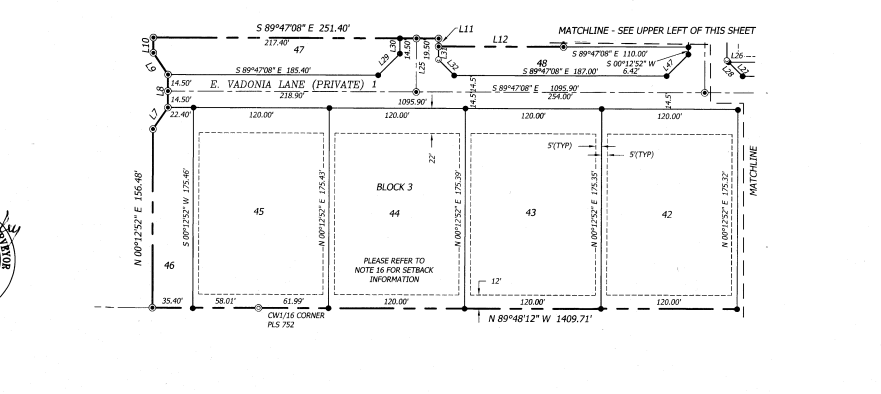 S 89°47'08" E 251.40'
217.40'
47
L10
L9
L8
L7
14.50'
14.50'
22.40'
S 89°47'08" E 185.40'
E. VADONIA LANE (PRIVATE) 1
218.90'
L29
L30
14.50'
19.50'
L25
L31
L32
L11
L12
MATCHLINE - SEE UPPER LEFT OF THIS SHEET
S 89°47'08" E 110.00'
S 00°12'52" W
6.42'
48
S 89°47'08" E 187.00'
L47
L26
L28
L27
1095.90'
14.5'
14.5'
S 89°47'08" E 1095.90'
254.00'
14.5'
120.00'
120.00'
120.00'
120.00'
22'
5'(TYP)
5'(TYP)
MATCHLINE
N 00°12'52" E 156.48'
S 00°12'52" W 175.46'
N 00°12'52" E 175.43'
N 00°12'52" E 175.39'
N 00°12'52" E 175.35'
N 00°12'52" E 175.32'
BLOCK 3
45
44
43
42
46
PLEASE REFER TO
NOTE 16 FOR SETBACK
INFORMATION
12'
35.40'
58.01'
61.99'
120.00'
120.00'
120.00'
CW1/16 CORNER
PLS 752
N 89°48'12" W 1409.71'
VEYOR